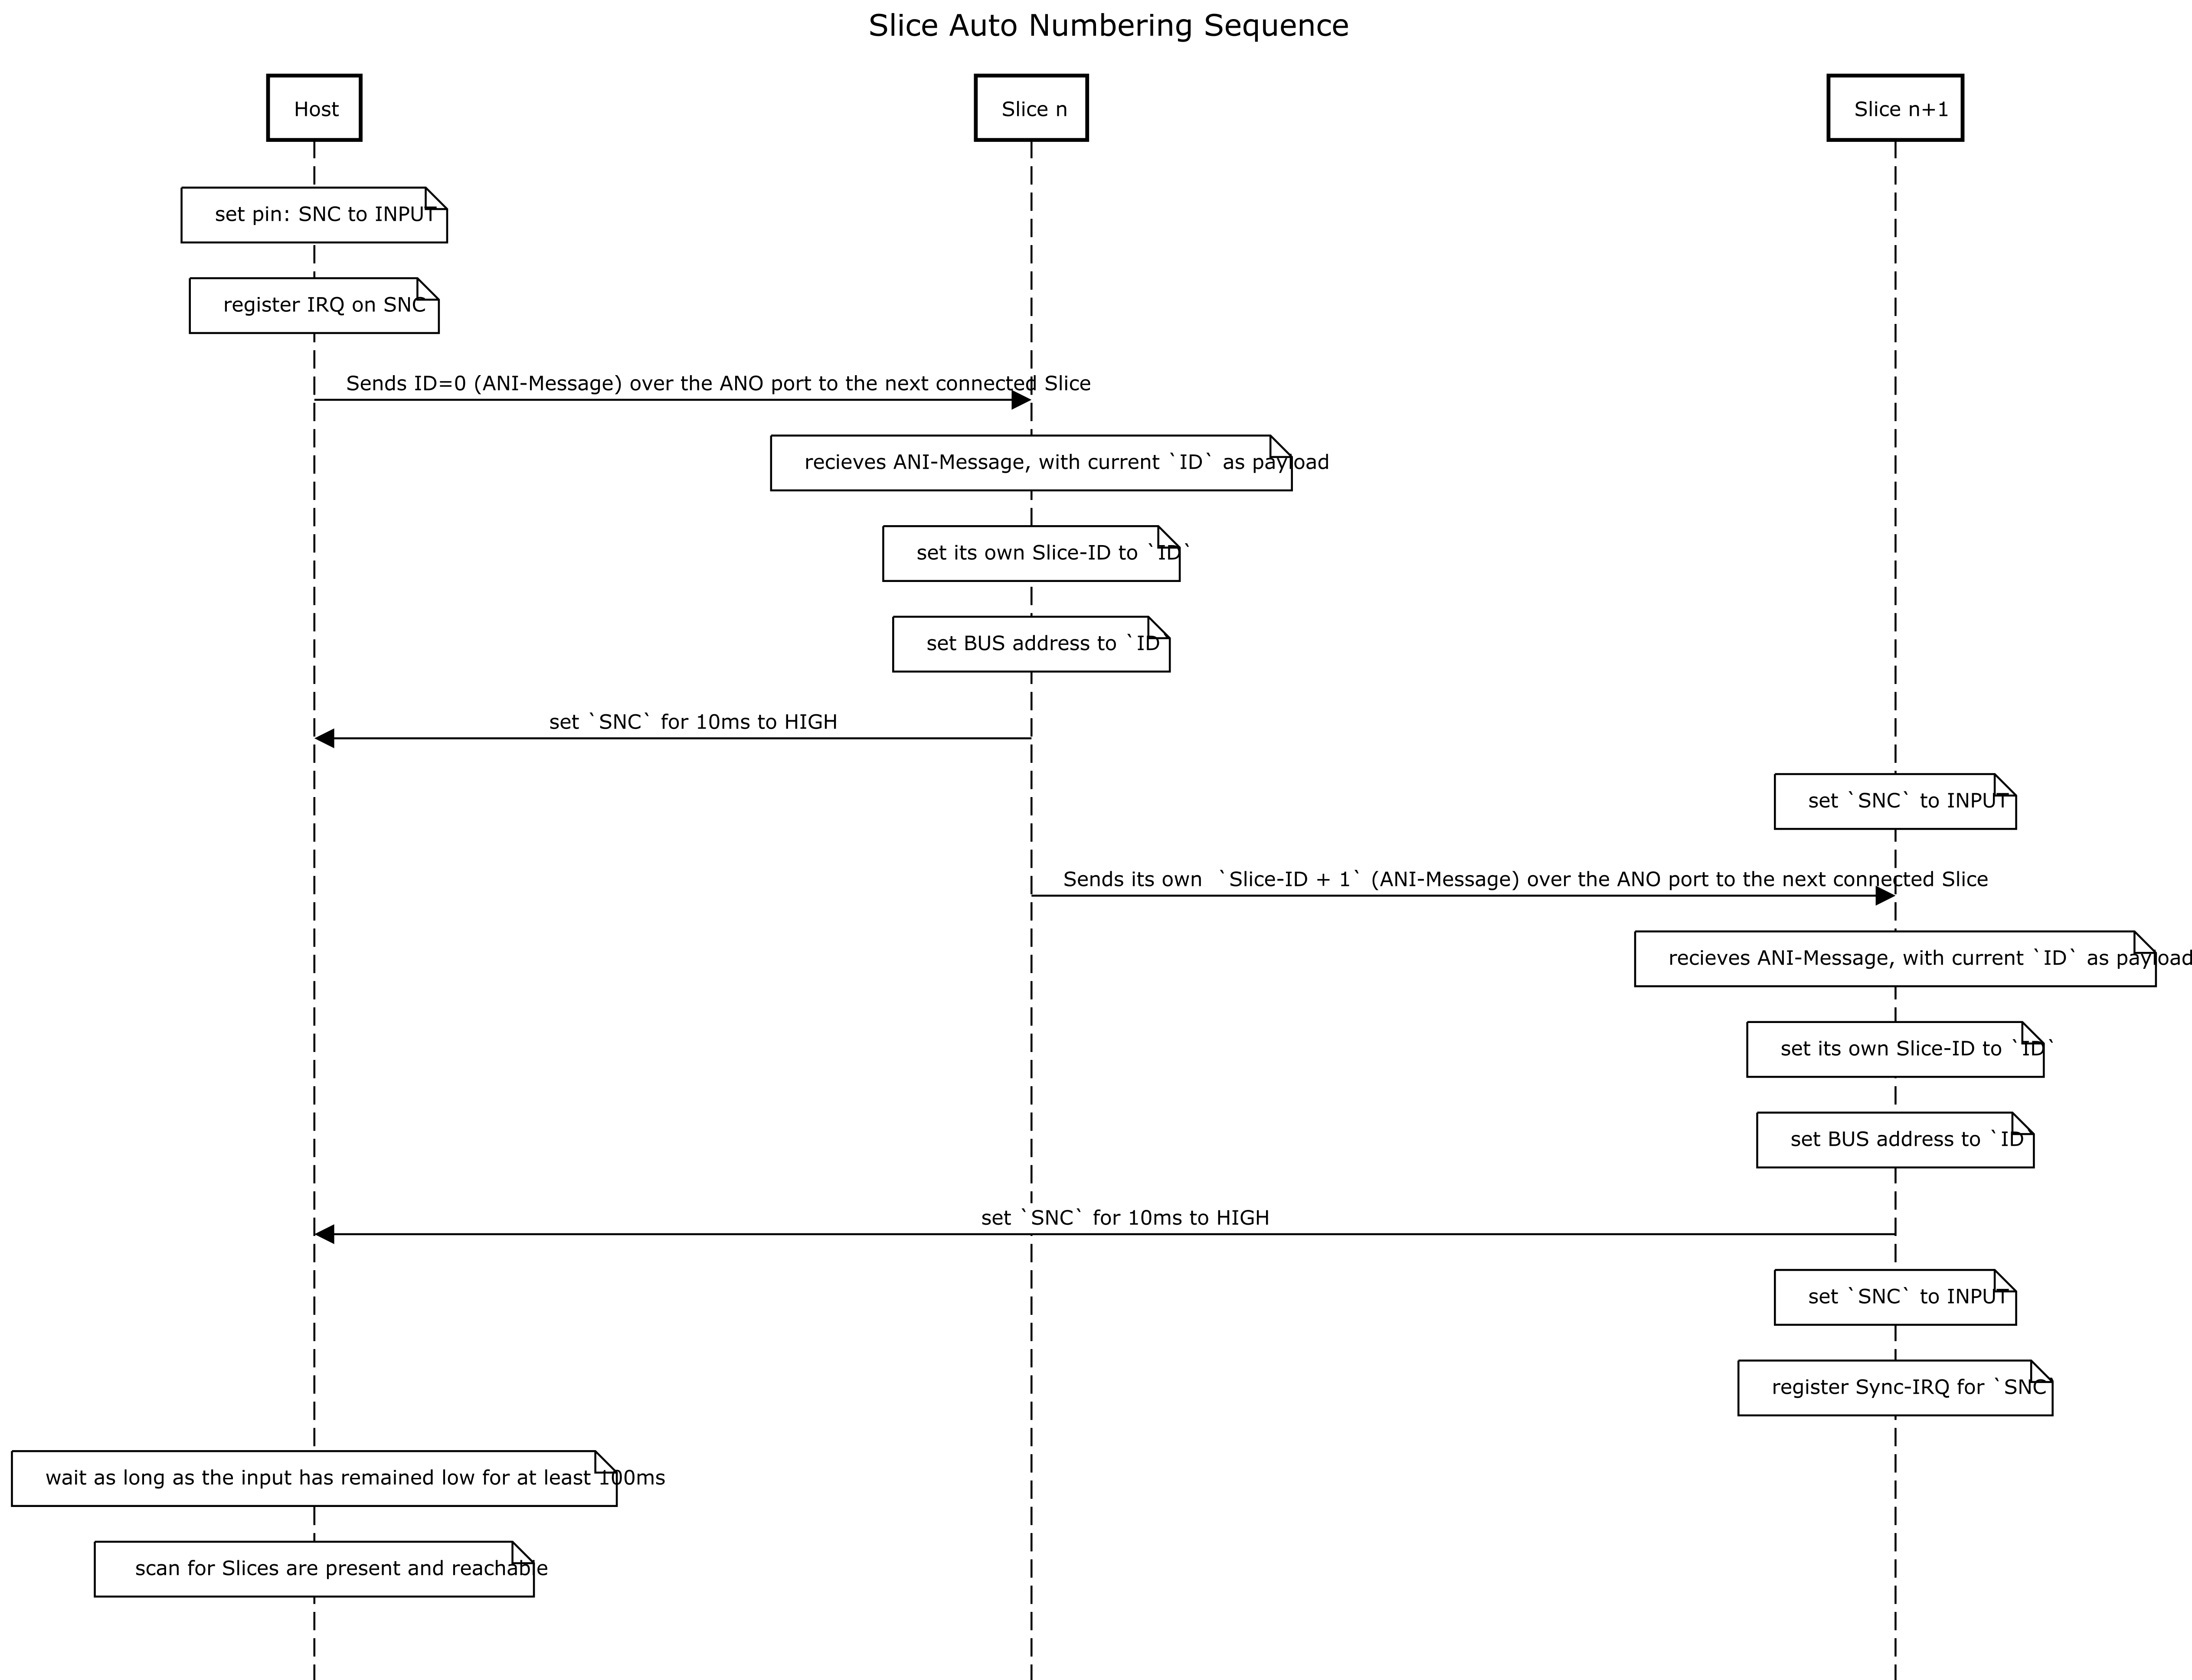 Slice Auto Numbering Sequence
Host
Slice n
Slice n+1
set pin: SNC to INPUT
register IRQ on SNC
Sends ID=0 (ANI-Message) over the ANO port to the next connected Slice
recieves ANI-Message, with current `ID` as payload
set its own Slice-ID to `ID`
set BUS address to `ID`
set `SNC` for 10ms to HIGH
set `SNC` to INPUT
Sends its own  `Slice-ID + 1` (ANI-Message) over the ANO port to the next connected Slice
recieves ANI-Message, with current `ID` as payload
set its own Slice-ID to `ID`
set BUS address to `ID`
set `SNC` for 10ms to HIGH
set `SNC` to INPUT
register Sync-IRQ for `SNC`
wait as long as the input has remained low for at least 100ms
scan for Slices are present and reachable